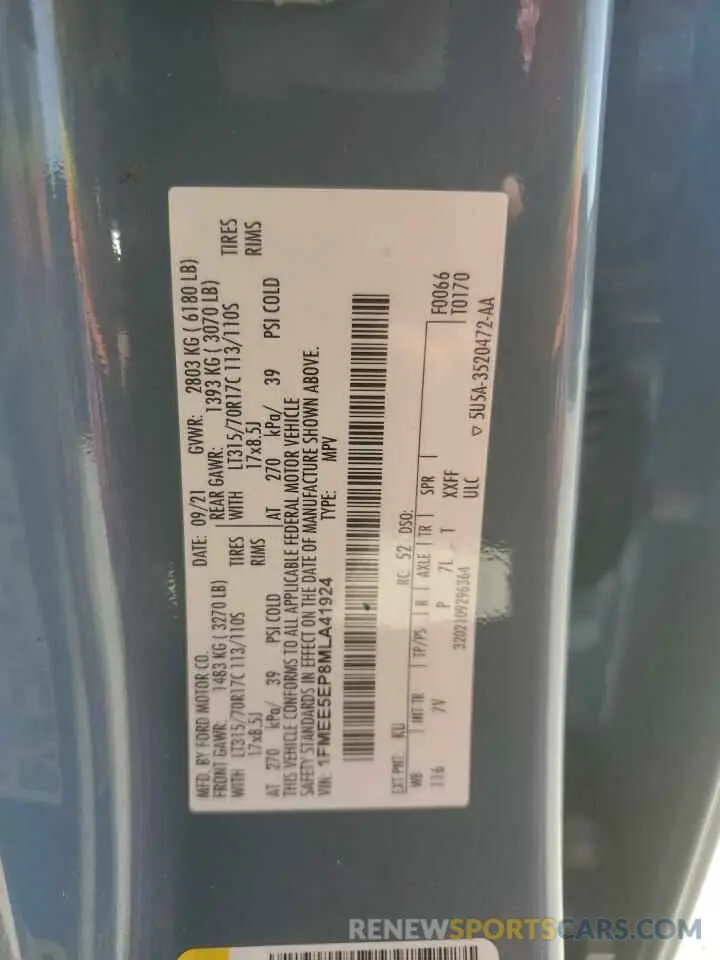 MFD. BY FORD MOTOR CO.
DATE: 09/21 GVWR: 2803 KG ( 6180 LB)
FRONT GAWR: 1483 KG ( 3270 LB)
REAR GAWR: 1393 KG ( 3070 LB)
WITH LT315/70R17C 113/110S TIRES
WITH LT315/70R17C 113/110S TIRES
17x8.5J RIMS
17x8.5J RIMS
AT 270 kPa/ 39 PSI COLD
AT 270 kPa/ 39 PSI COLD
THIS VEHICLE CONFORMS TO ALL APPLICABLE FEDERAL MOTOR VEHICLE
SAFETY STANDARDS IN EFFECT ON THE DATE OF MANUFACTURE SHOWN ABOVE.
VIN: 1FMEE5EP8MLA41924 TYPE: MPV
F0066
T0170
EXT PNT: KU RC: 52 DSO:
WB INT TR TP/PS R AXLE TR SPR
116 7V P 7L T XXFF
ULC
3202109296364
5U5A-3520472-AA
RENEWSPORTSCARS.COM